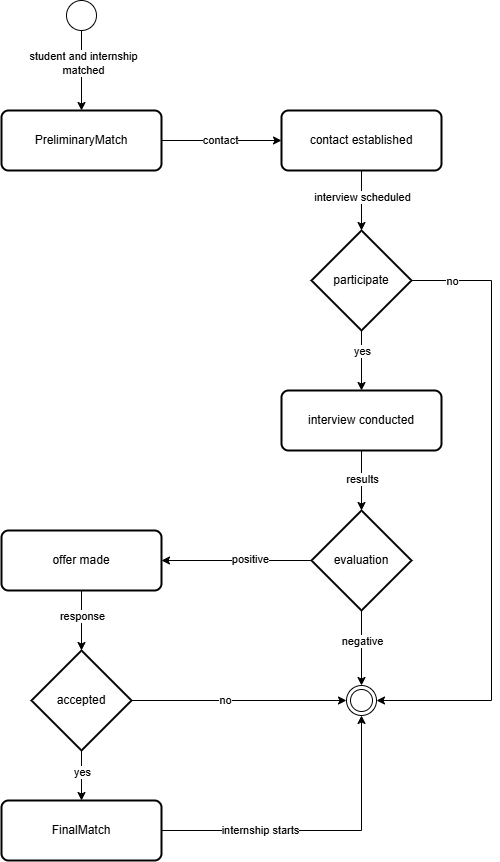 student and internship
matched
PreliminaryMatch
contact
contact established
interview scheduled
participate
no
yes
interview conducted
results
evaluation
positive
offer made
response
negative
accepted
no
yes
FinalMatch
internship starts